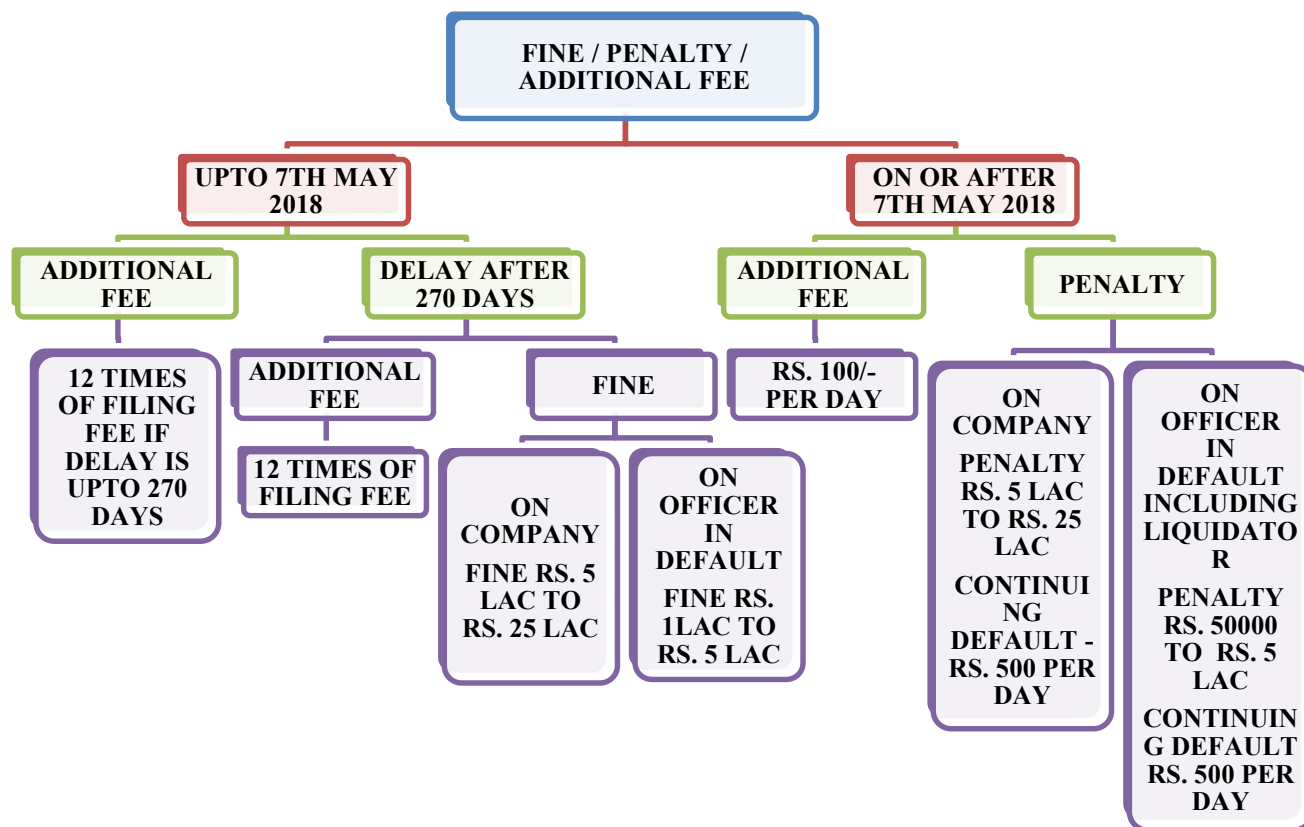 FINE / PENALTY /
ADDITIONAL FEE
UPTO 7TH MAY
2018
ON OR AFTER
7TH MAY 2018
ADDITIONAL
FEE
DELAY AFTER
270 DAYS
ADDITIONAL
FEE
PENALTY
12 TIMES
OF FILING
FEE IF
DELAY IS
UPTO 270
DAYS
ADDITIONAL
FEE
FINE
RS. 100/-
PER DAY
12 TIMES OF
FILING FEE
ON
COMPANY
FINE RS. 5
LAC TO
RS. 25 LAC
ON
OFFICER
IN
DEFAULT
FINE RS.
1LAC TO
RS. 5 LAC
ON
COMPANY
PENALTY
RS. 5 LAC
TO RS. 25
LAC
CONTINUI
NG
DEFAULT -
RS. 500 PER
DAY
ON
OFFICER
IN
DEFAULT
INCLUDING
LIQUIDATO
R
PENALTY
RS. 50000
TO RS. 5
LAC
CONTINUIN
G DEFAULT
RS. 500 PER
DAY